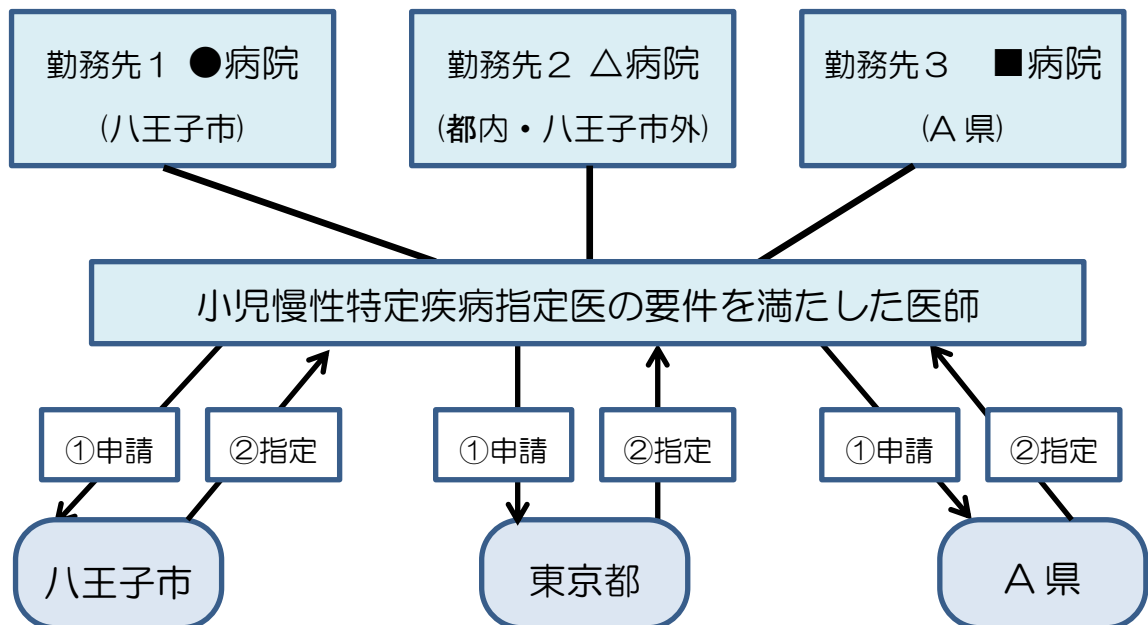 勤務先１ ●病院
(八王子市)
勤務先２ △病院
(都内・八王子市外)
勤務先３　■病院
(A県)
小児慢性特定疾病指定医の要件を満たした医師
①申請
②指定
①申請
②指定
①申請
②指定
八王子市
東京都
A県